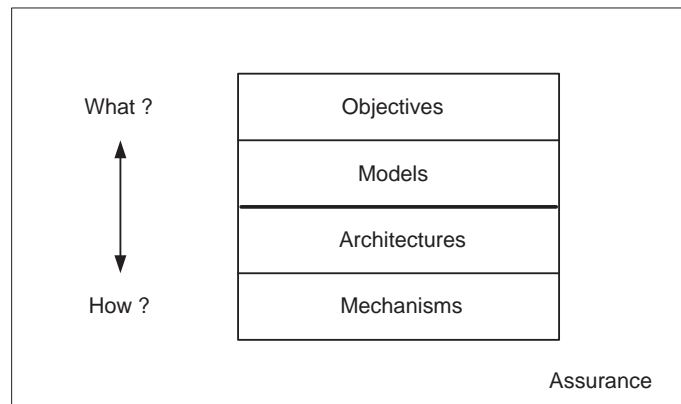 What ?
Objectives
Models
Architectures
How ?
Mechanisms
Assurance